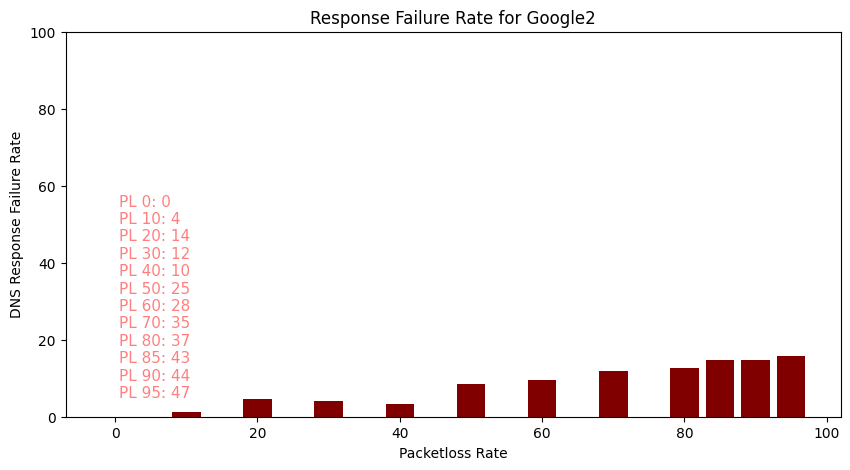 Response Failure Rate for Google2
DNS Response Failure Rate
100
80
60
40
20
0
PL 0: 0
PL 10: 4
PL 20: 14
PL 30: 12
PL 40: 10
PL 50: 25
PL 60: 28
PL 70: 35
PL 80: 37
PL 85: 43
PL 90: 44
PL 95: 47
0 20 40 60 80 100
Packetloss Rate